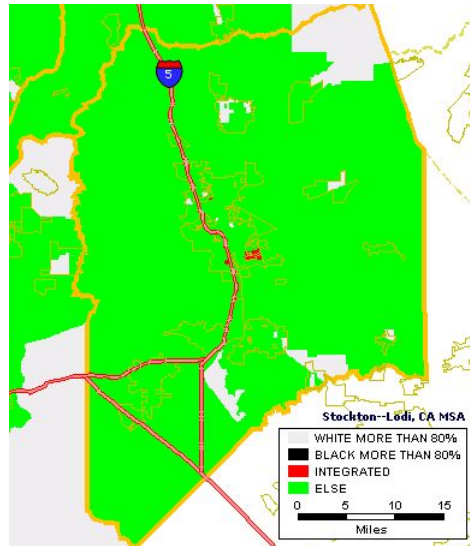 5
Stockton--Lodi, CA MSA
WHITE MORE THAN 80%
BLACK MORE THAN 80%
INTEGRATED
ELSE
0 5 10 15
Miles